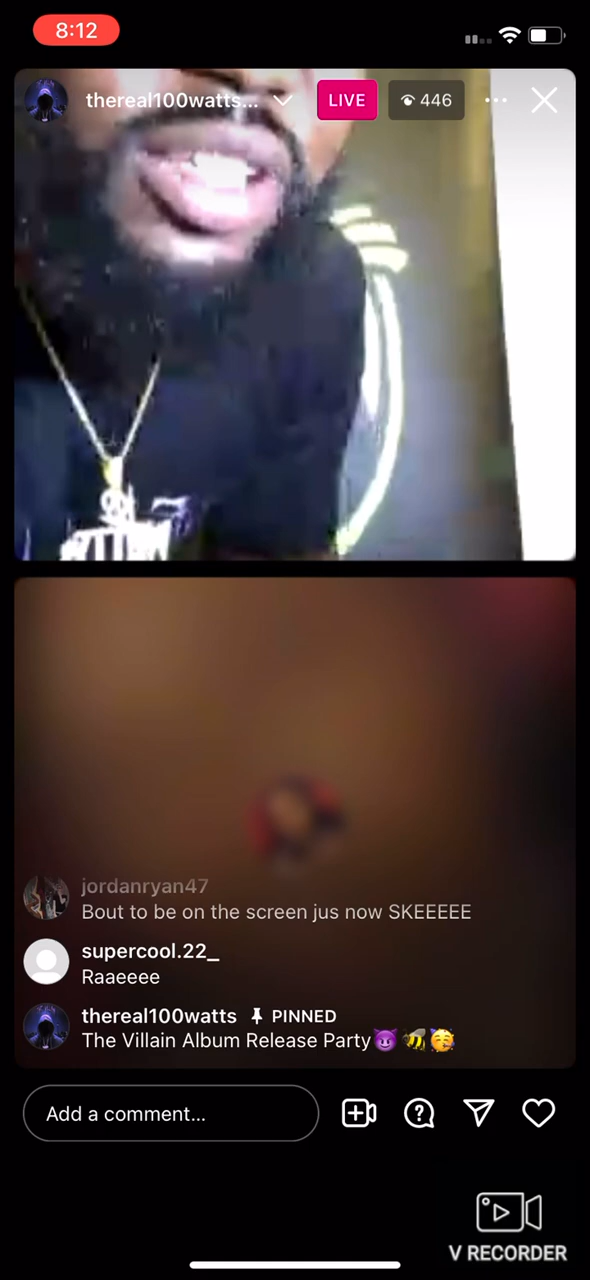 8:12
thereal100watts...
LIVE
446
jordanryan47
Bout to be on the screen jus now SKEEEEE
supercool.22_
Raaeeee
thereal100watts PINNED
The Villain Album Release Party😈🐝🥳
Add a comment...
V RECORDER